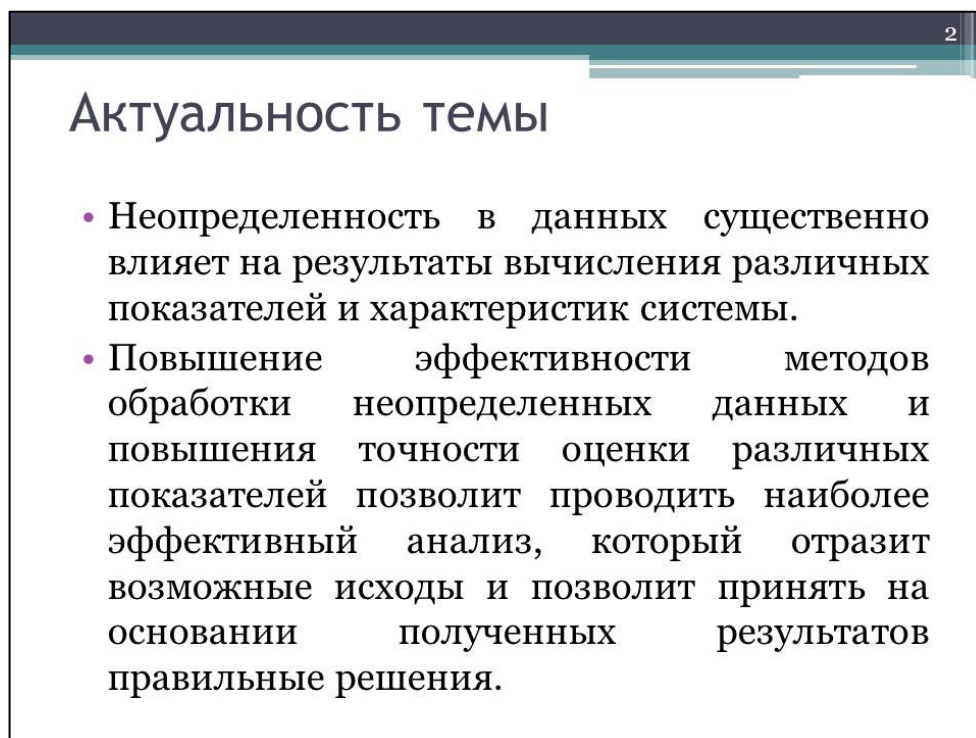 2
Актуальность темы
• Неопределенность в данных существенно
влияет на результаты вычисления различных
показателей и характеристик системы.
• Повышение эффективности методов
обработки неопределенных данных и
повышения точности оценки различных
показателей позволит проводить наиболее
эффективный анализ, который отразит
возможные исходы и позволит принять на
основании полученных результатов
правильные решения.